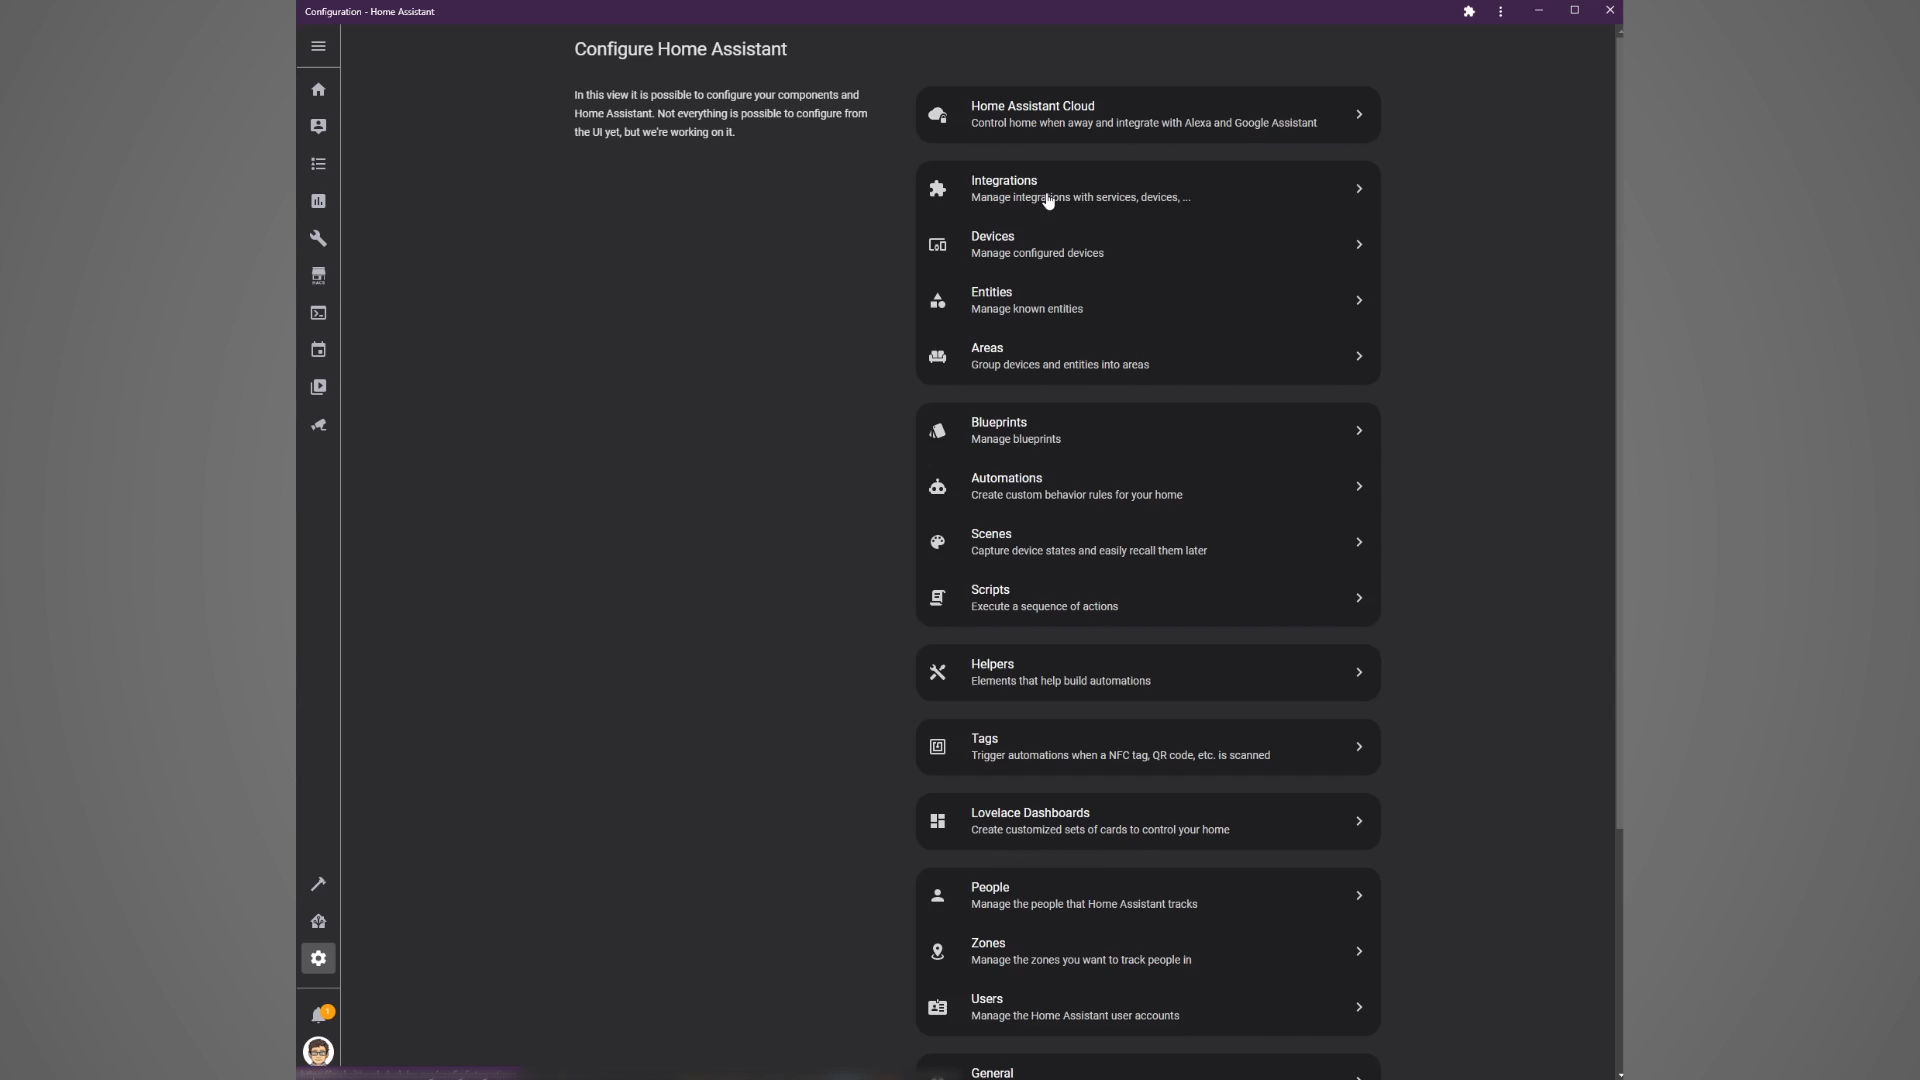 Configuration - Home Assistant
Configure Home Assistant
In this view it is possible to configure your components and
Home Assistant. Not everything is possible to configure from
the UI yet, but we're working on it.
Home Assistant Cloud
Control home when away and integrate with Alexa and Google Assistant
Integrations
Manage integrations with services, devices, ...
Devices
Manage configured devices
Entities
Manage known entities
Areas
Group devices and entities into areas
Blueprints
Manage blueprints
Automations
Create custom behavior rules for your home
Scenes
Capture device states and easily recall them later
Scripts
Execute a sequence of actions
Helpers
Elements that help build automations
Tags
Trigger automations when a NFC tag, QR code, etc. is scanned
Lovelace Dashboards
Create customized sets of cards to control your home
People
Manage the people that Home Assistant tracks
Zones
Manage the zones you want to track people in
Users
Manage the Home Assistant user accounts
General
HACS
1